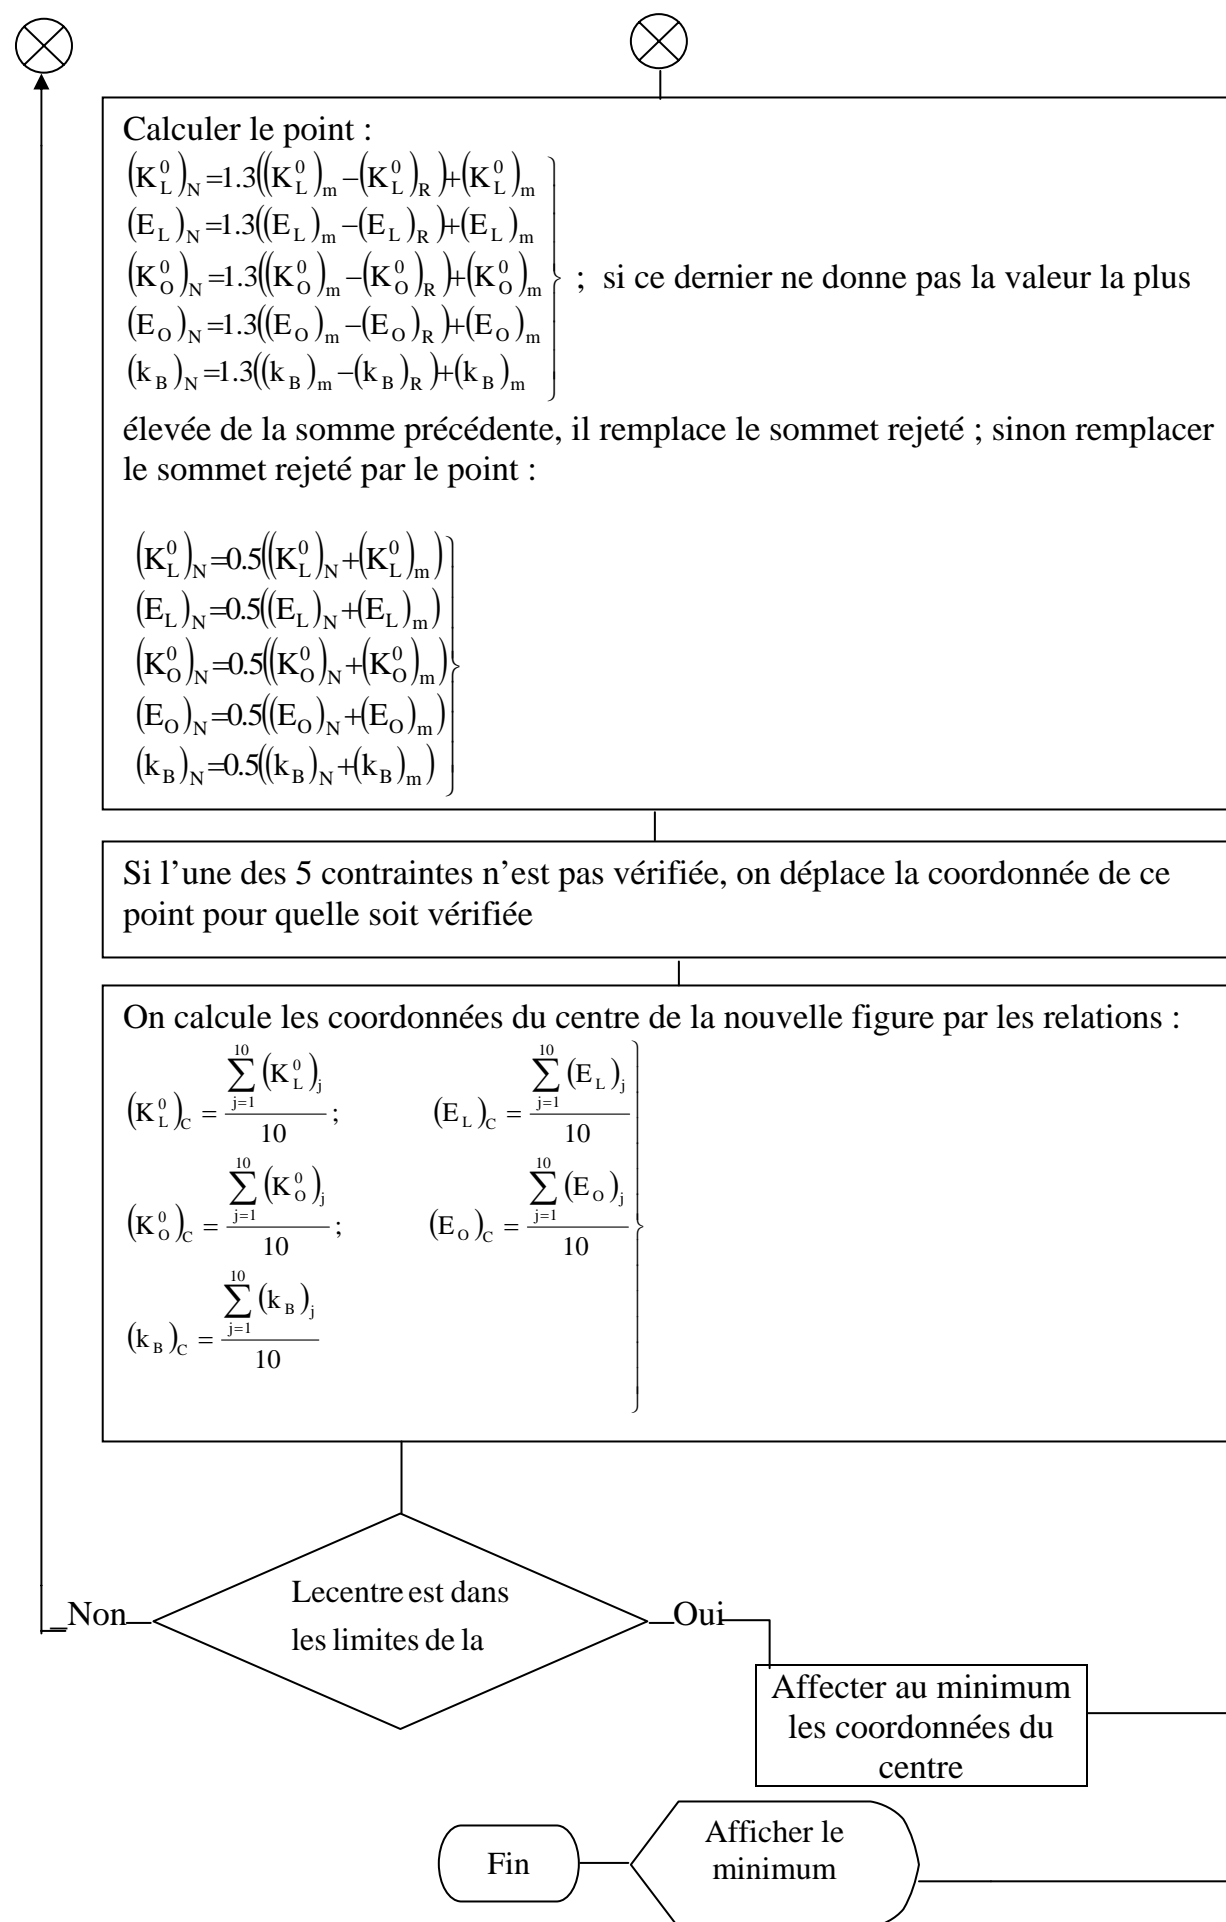 Calculer le point :
(K_L^0)_N =1.3((K_L^0)_m −(K_L^0)_R )+(K_L^0)_m
(E_L)_N =1.3((E_L)_m −(E_L)_R )+(E_L)_m
(K_O^0)_N =1.3((K_O^0)_m −(K_O^0)_R )+(K_O^0)_m ; si ce dernier ne donne pas la valeur la plus
(E_O)_N =1.3((E_O)_m −(E_O)_R )+(E_O)_m
(k_B)_N =1.3((k_B)_m −(k_B)_R )+(k_B)_m
élevée de la somme précédente, il remplace le sommet rejeté ; sinon remplacer
le sommet rejeté par le point :
(K_L^0)_N =0.5((K_L^0)_N +(K_L^0)_m)
(E_L)_N =0.5((E_L)_N +(E_L)_m)
(K_O^0)_N =0.5((K_O^0)_N +(K_O^0)_m)
(E_O)_N =0.5((E_O)_N +(E_O)_m)
(k_B)_N =0.5((k_B)_N +(k_B)_m)
Si l’une des 5 contraintes n’est pas vérifiée, on déplace la coordonnée de ce
point pour quelle soit vérifiée
On calcule les coordonnées du centre de la nouvelle figure par les relations :
(K_L^0)_C = \frac{\sum_{j=1}^{10} (K_L^0)_j}{10} ; (E_L)_C = \frac{\sum_{j=1}^{10} (E_L)_j}{10}
(K_O^0)_C = \frac{\sum_{j=1}^{10} (K_O^0)_j}{10} ; (E_O)_C = \frac{\sum_{j=1}^{10} (E_O)_j}{10}
(k_B)_C = \frac{\sum_{j=1}^{10} (k_B)_j}{10}
Lecentre est dans
les limites de la
Non
Oui
Affecter au minimum
les coordonnées du
centre
Afficher le
minimum
Fin